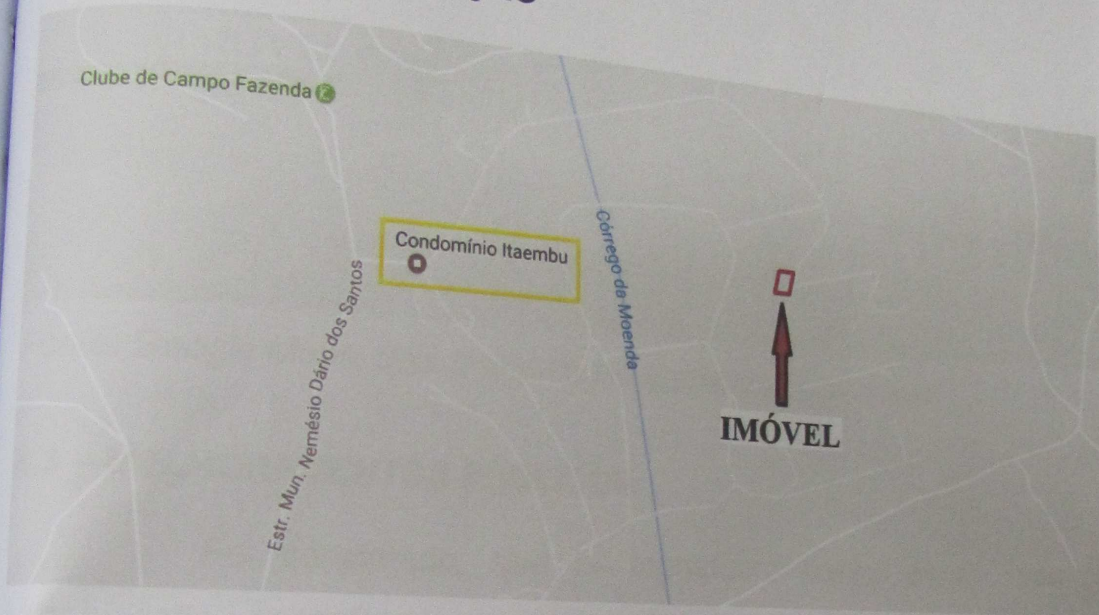 Clube de Campo Fazenda
Condomínio Itaembu
Córrego da Moenda
Estr. Mun. Nemésio Dário dos Santos
IMÓVEL